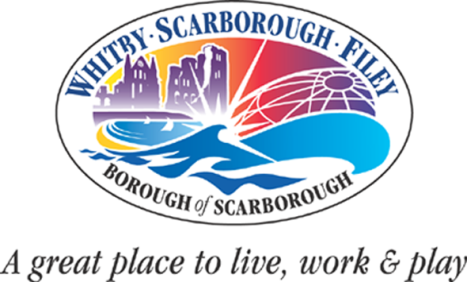 WHITBY · SCARBOROUGH · FILEY
BOROUGH of SCARBOROUGH
A great place to live, work & play